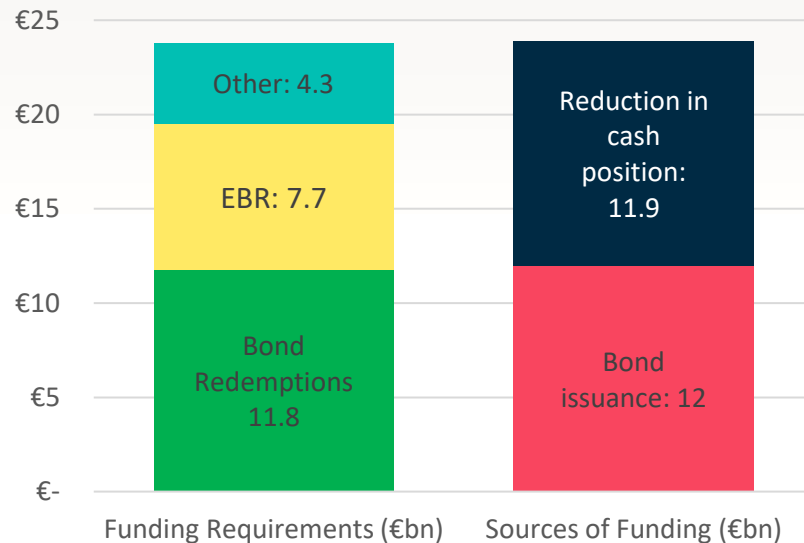 €25
€20
€15
€10
€5
€-
Other: 4.3
EBR: 7.7
Bond
Redemptions
11.8
Reduction in
cash
position:
11.9
Bond
issuance: 12
Funding Requirements (€bn)
Sources of Funding (€bn)